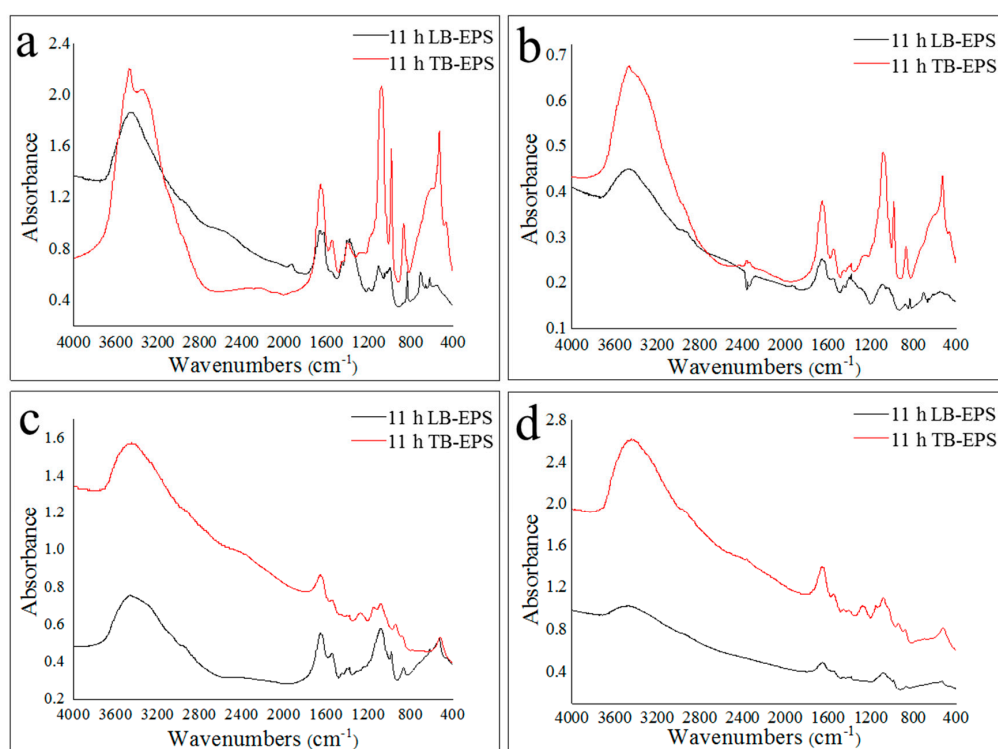 a
11 h LB-EPS
11 h TB-EPS
2.4
2.0
1.6
1.2
0.8
0.4
Absorbance
4000 3600 3200 2800 2400 2000 1600 1200 800 400
Wavenumbers (cm⁻¹)
b
11 h LB-EPS
11 h TB-EPS
0.7
0.6
0.5
0.4
0.3
0.2
0.1
Absorbance
4000 3600 3200 2800 2400 2000 1600 1200 800 400
Wavenumbers (cm⁻¹)
c
11 h LB-EPS
11 h TB-EPS
1.6
1.4
1.2
1.0
0.8
0.6
0.4
0.2
Absorbance
4000 3600 3200 2800 2400 2000 1600 1200 800 400
Wavenumbers (cm⁻¹)
d
11 h LB-EPS
11 h TB-EPS
2.8
2.4
2.0
1.6
1.2
0.8
0.4
Absorbance
4000 3600 3200 2800 2400 2000 1600 1200 800 400
Wavenumbers (cm⁻¹)